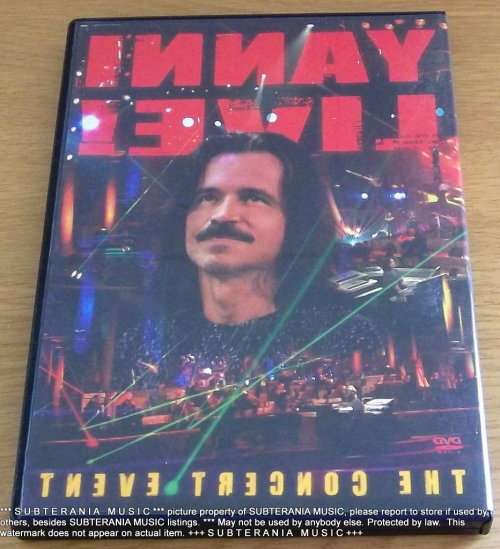 YANNI
LIVE!
DVD
THE CONCERT EVENT
*** S U B T E R A N I A M U S I C *** picture property of SUBTERANIA MUSIC, please report to store if used by
others, besides SUBTERANIA MUSIC listings. *** May not be used by anybody else. Protected by law. This
watermark does not appear on actual item. +++ S U B T E R A N I A M U S I C +++